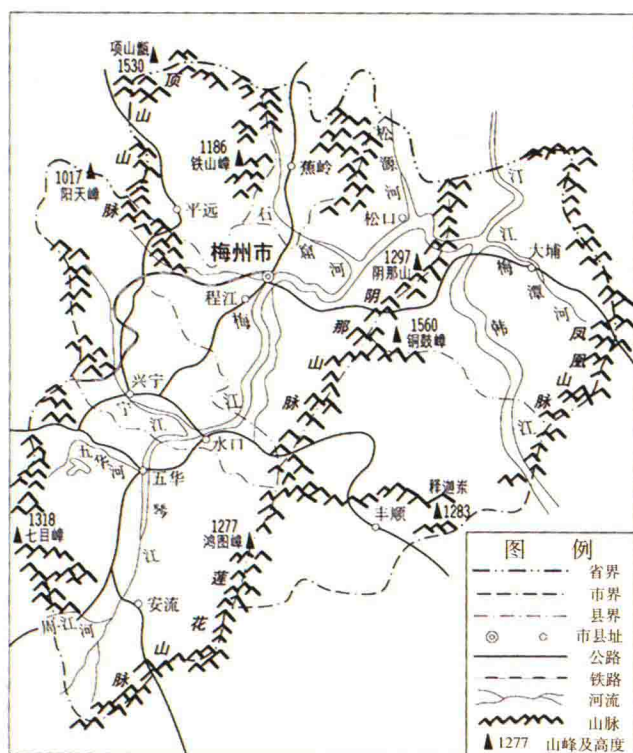 项山甑
1530
项
山
山
脉
1186
铁山嶂
蕉岭
松
源
河
松口
石
窟
河
1017
阳天嶂
平远
梅州市
程江
梅
江
1297
阴那山
阴
那
山
脉
1560
铜鼓嶂
江
江
梅
大埔
潭
河
韩
江
凤
凰
山
脉
兴宁
宁
江
水口
五华河
五华
琴
江
1318
七目嶂
1277
鸿图嶂
释迦岽
1283
丰顺
莲
花
山
脉
安流
周江河
图 例
省界
市界
县界
市县址
公路
铁路
河流
山脉
1277 山峰及高度